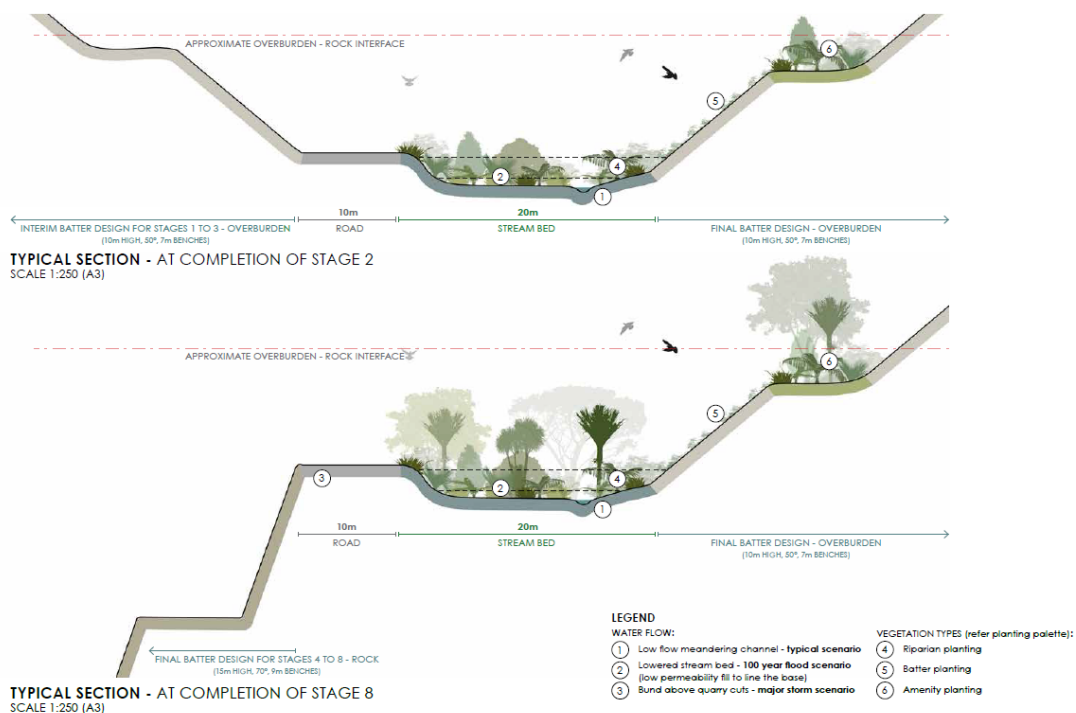 APPROXIMATE OVERBURDEN - ROCK INTERFACE
6
5
4
2
1
10m
20m
INTERIM BATTER DESIGN FOR STAGES 1 TO 3 - OVERBURDEN
ROAD
STREAM BED
FINAL BATTER DESIGN - OVERBURDEN
(10m HIGH, 50°, 7m BENCHES)
(10m HIGH, 50°, 7m BENCHES)
TYPICAL SECTION - AT COMPLETION OF STAGE 2
SCALE 1:250 (A3)
APPROXIMATE OVERBURDEN - ROCK INTERFACE
6
5
3
2
4
1
10m
20m
ROAD
STREAM BED
FINAL BATTER DESIGN - OVERBURDEN
(10m HIGH, 50°, 7m BENCHES)
FINAL BATTER DESIGN FOR STAGES 4 TO 8 - ROCK
(15m HIGH, 70°, 9m BENCHES)
TYPICAL SECTION - AT COMPLETION OF STAGE 8
SCALE 1:250 (A3)
LEGEND
WATER FLOW:
1 Low flow meandering channel - typical scenario
2 Lowered stream bed - 100 year flood scenario
(low permeability fill to line the base)
3 Bund above quarry cuts - major storm scenario
VEGETATION TYPES (refer planting palette):
4 Riparian planting
5 Batter planting
6 Amenity planting